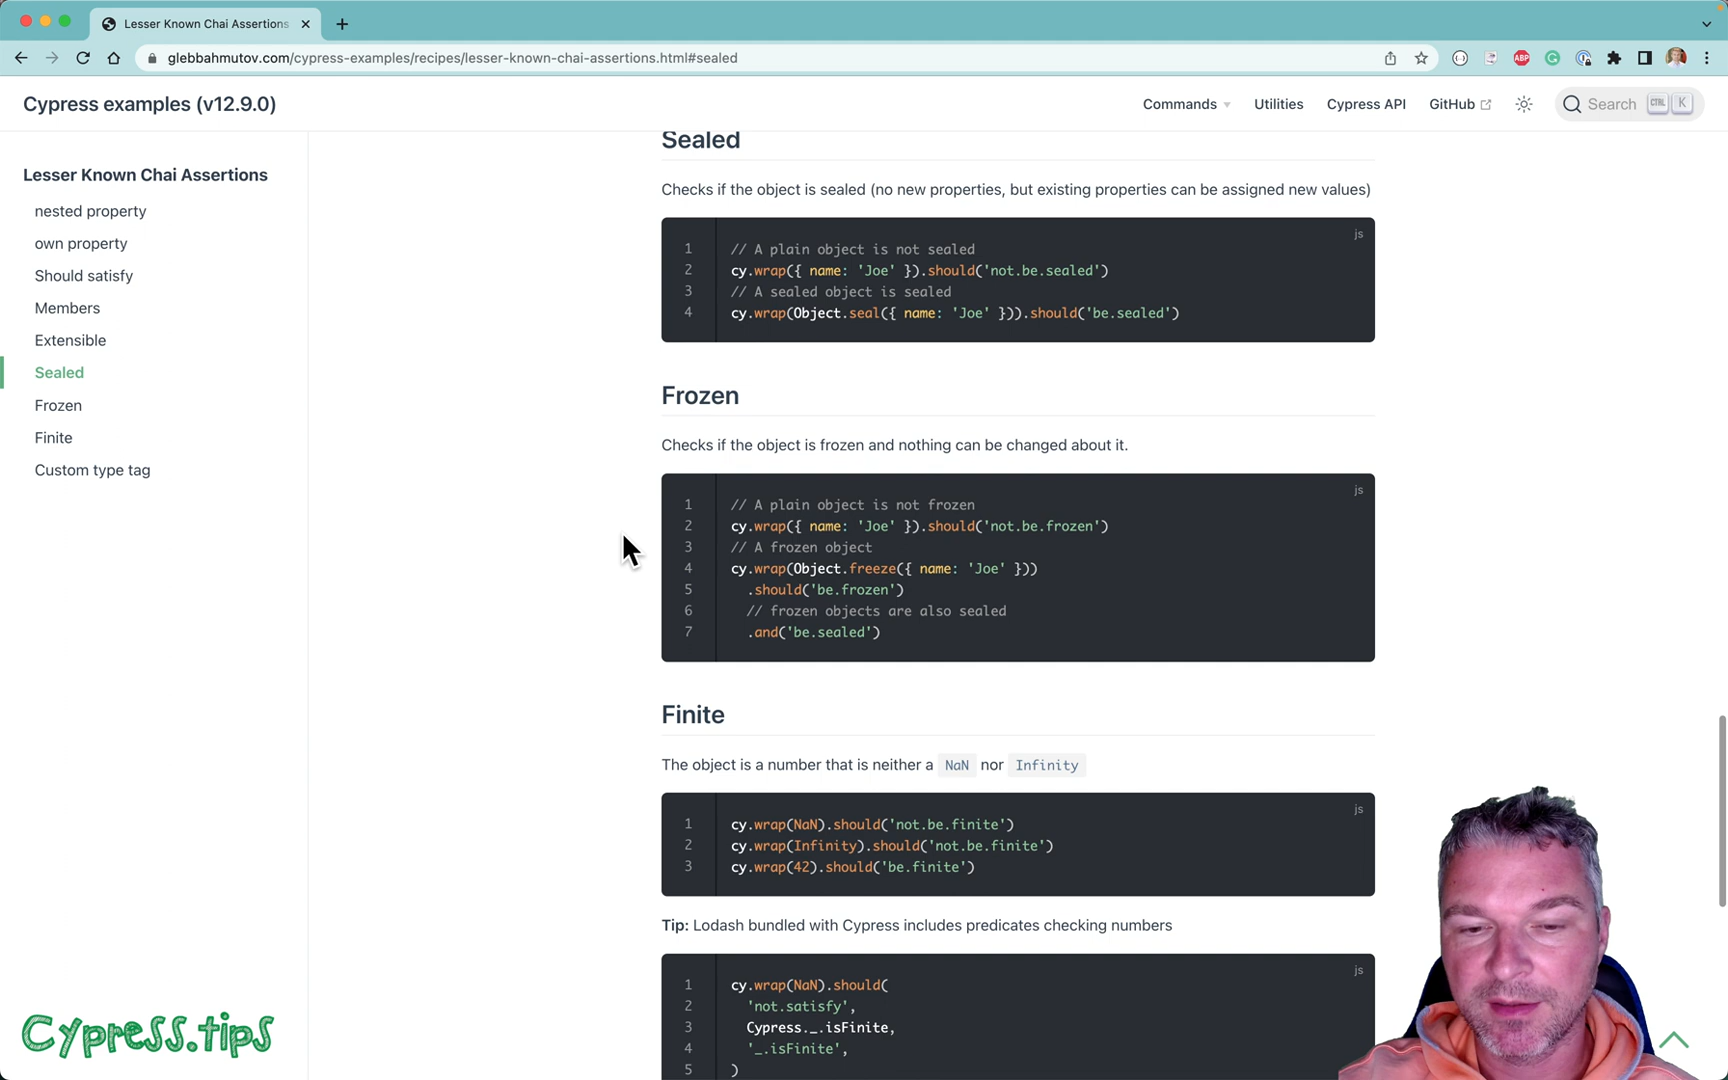 Lesser Known Chai Assertions
glebbahmutov.com/cypress-examples/recipes/lesser-known-chai-assertions.html#sealed
ABP
Cypress examples (v12.9.0)
Commands
Utilities
Cypress API
GitHub
Search
CTRL
K
Lesser Known Chai Assertions
nested property
own property
Should satisfy
Members
Extensible
Sealed
Frozen
Finite
Custom type tag
Sealed
Checks if the object is sealed (no new properties, but existing properties can be assigned new values)
js
1 // A plain object is not sealed
2 cy.wrap({ name: 'Joe' }).should('not.be.sealed')
3 // A sealed object is sealed
4 cy.wrap(Object.seal({ name: 'Joe' })).should('be.sealed')
Frozen
Checks if the object is frozen and nothing can be changed about it.
js
1 // A plain object is not frozen
2 cy.wrap({ name: 'Joe' }).should('not.be.frozen')
3 // A frozen object
4 cy.wrap(Object.freeze({ name: 'Joe' }))
5 .should('be.frozen')
6 // frozen objects are also sealed
7 .and('be.sealed')
Finite
The object is a number that is neither a NaN nor Infinity
js
1 cy.wrap(NaN).should('not.be.finite')
2 cy.wrap(Infinity).should('not.be.finite')
3 cy.wrap(42).should('be.finite')
Tip: Lodash bundled with Cypress includes predicates checking numbers
js
1 cy.wrap(NaN).should(
2 'not.satisfy',
3 Cypress._.isFinite,
4 '_.isFinite',
5 )
Cypress.tips